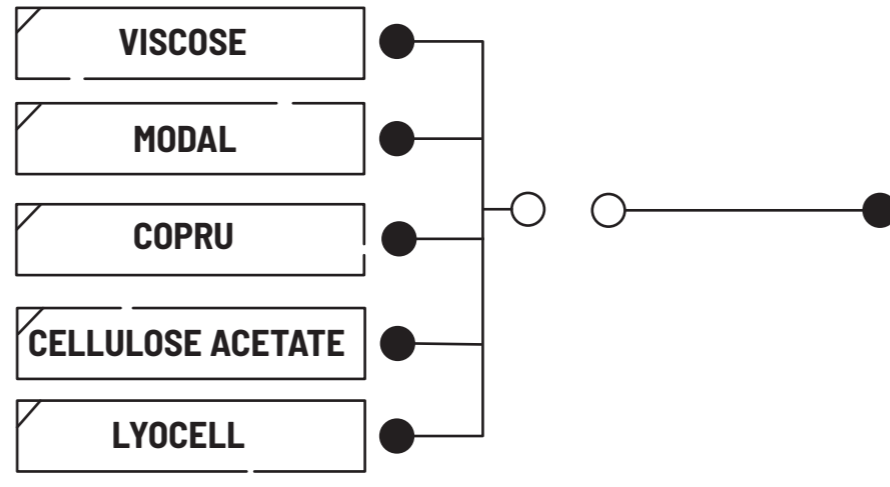 VISCOSE
MODAL
COPRU
CELLULOSE ACETATE
LYOCELL